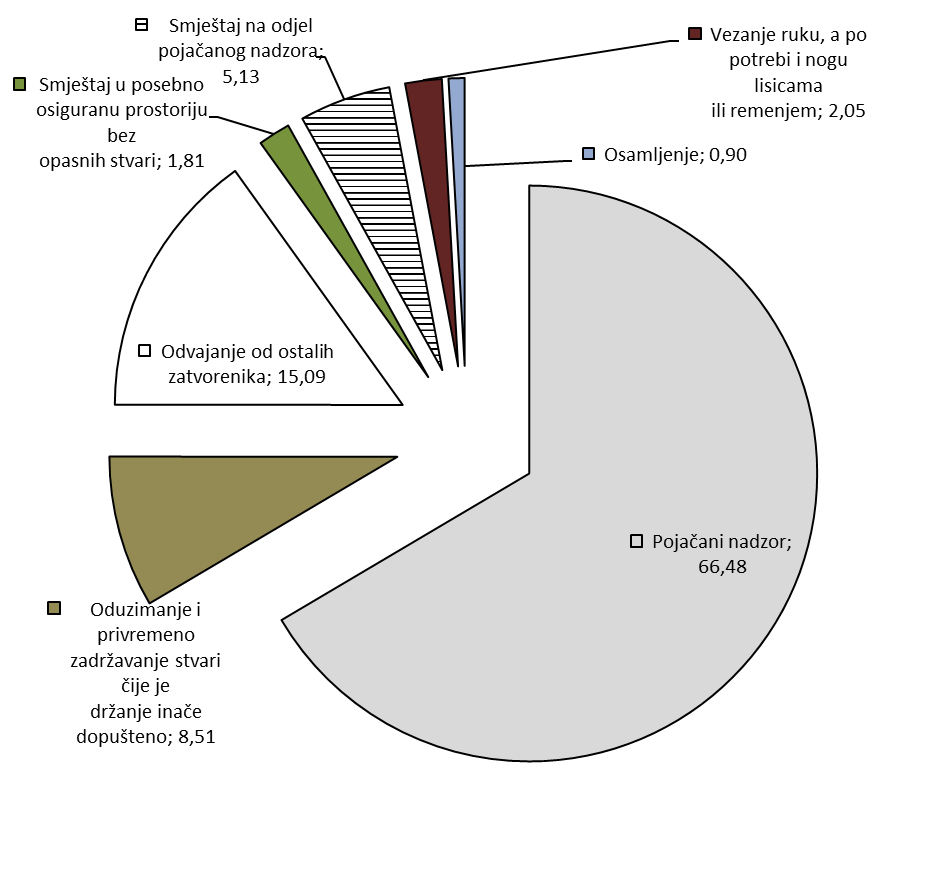 Smještaj na odjel
pojačanog nadzora;
5,13
Vezanje ruku, a po
potrebi i nogu
lisicama
ili remenjem; 2,05
Smještaj u posebno
osiguranu prostoriju
bez
opasnih stvari; 1,81
Osamljenje; 0,90
Odvajanje od ostalih
zatvorenika; 15,09
Pojačani nadzor;
66,48
Oduzimanje i
privremeno
zadržavanje stvari
čije je
držanje inače
dopušteno; 8,51